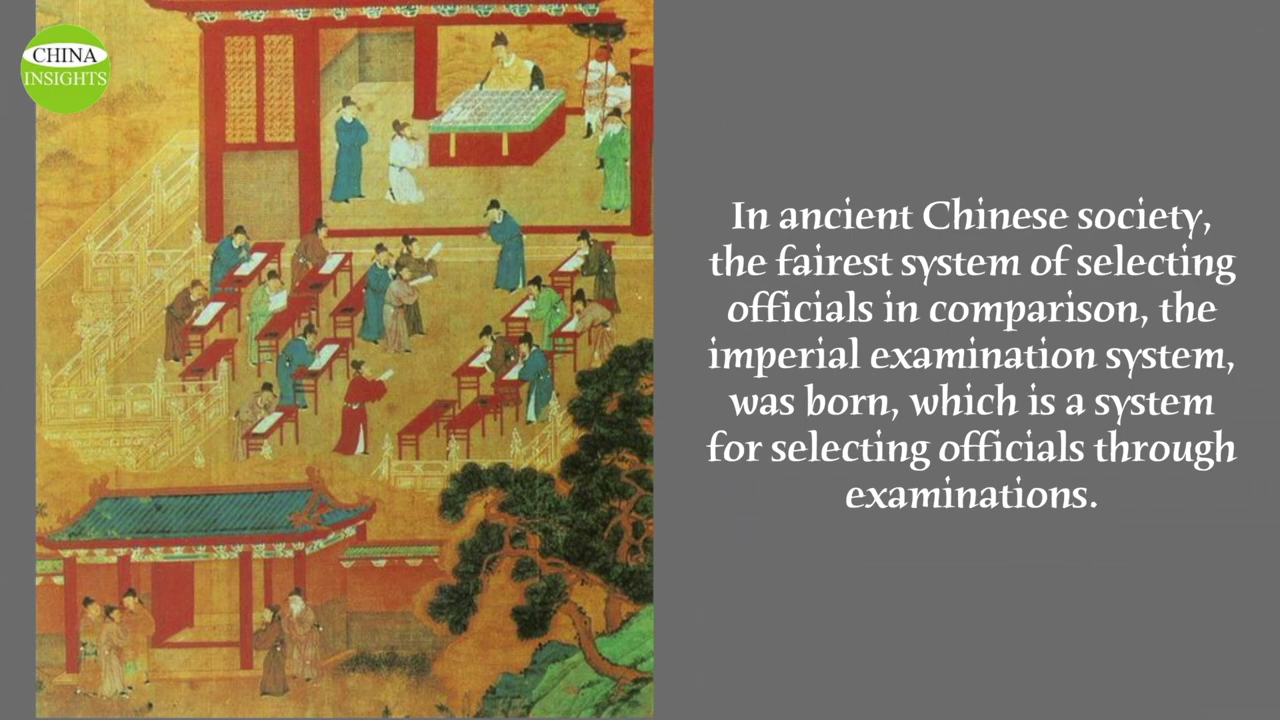 CHINA
INSIGHTS
In ancient Chinese society,
the fairest system of selecting
officials in comparison, the
imperial examination system,
was born, which is a system
for selecting officials through
examinations.